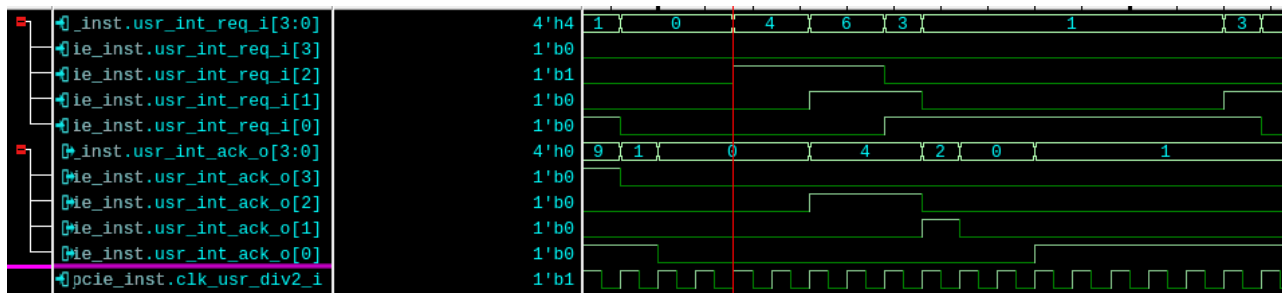 _inst.usr_int_req_i[3:0] 4'h4 1 0 4 6 3 1 3
ie_inst.usr_int_req_i[3] 1'b0
ie_inst.usr_int_req_i[2] 1'b1
ie_inst.usr_int_req_i[1] 1'b0
ie_inst.usr_int_req_i[0] 1'b0
_inst.usr_int_ack_o[3:0] 4'h0 9 1 0 4 2 0 1
ie_inst.usr_int_ack_o[3] 1'b0
ie_inst.usr_int_ack_o[2] 1'b0
ie_inst.usr_int_ack_o[1] 1'b0
ie_inst.usr_int_ack_o[0] 1'b0
pcie_inst.clk_usr_div2_i 1'b1